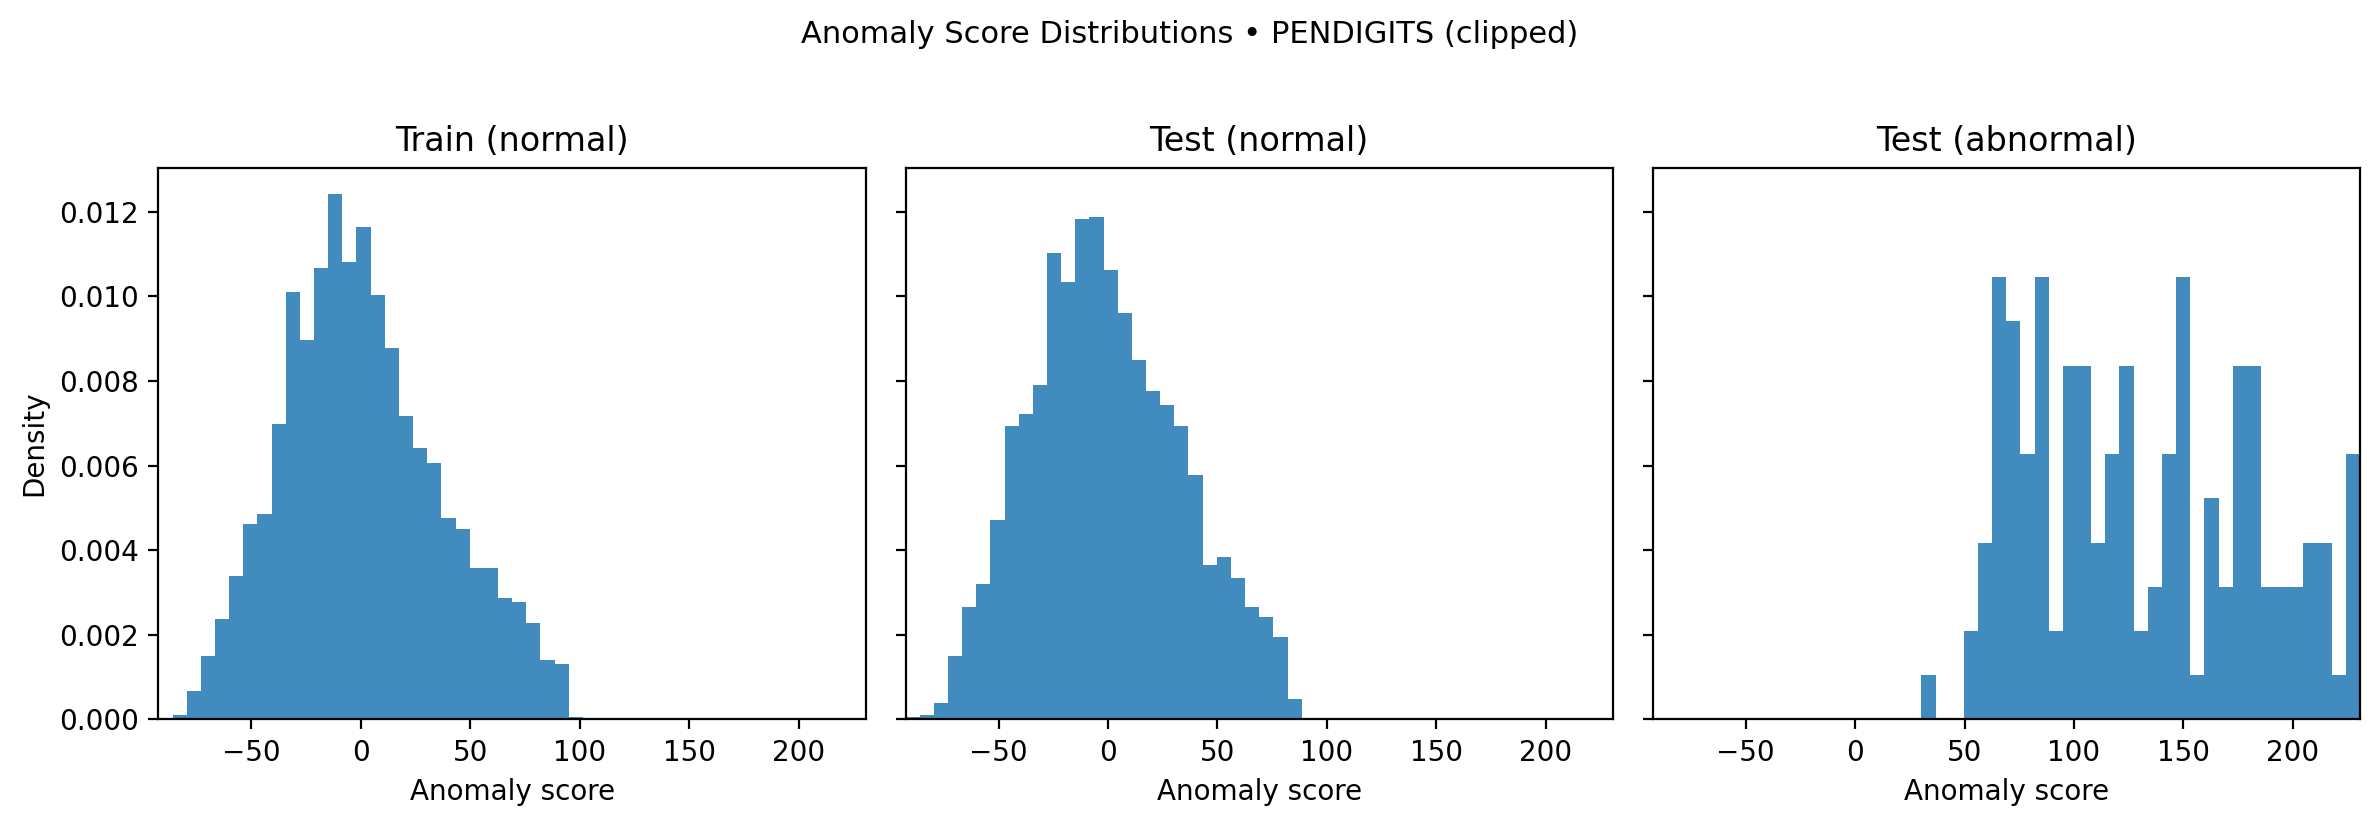 Anomaly Score Distributions • PENDIGITS (clipped)
Train (normal)
Test (normal)
Test (abnormal)
Density
0.012
0.010
0.008
0.006
0.004
0.002
0.000
−50 0 50 100 150 200
−50 0 50 100 150 200
−50 0 50 100 150 200
Anomaly score
Anomaly score
Anomaly score